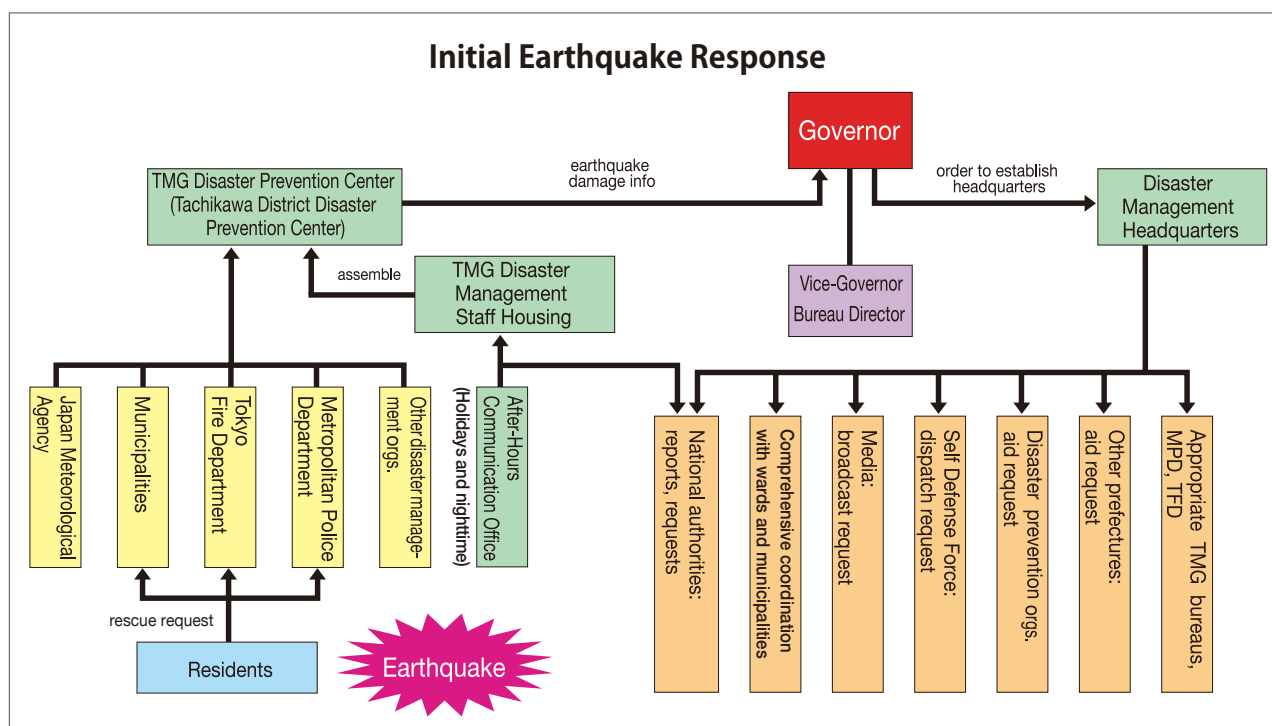 Initial Earthquake Response
Governor
earthquake
damage info
order to establish
headquarters
TMG Disaster Prevention Center
(Tachikawa District Disaster
Prevention Center)
Disaster
Management
Headquarters
assemble
TMG Disaster
Management
Staff Housing
Vice-Governor
Bureau Director
Japan Meteorological
Agency
Municipalities
Tokyo
Fire Department
Metropolitan Police
Department
Other disaster manage-
ment orgs.
After-Hours
Communication Office
(Holidays and nighttime)
National authorities:
reports, requests
Comprehensive coordination
with wards and municipalities
Media:
broadcast request
Self Defense Force:
dispatch request
Disaster prevention orgs.
aid request
Other prefectures:
aid request
Appropriate TMG bureaus,
MPD, TFD
rescue request
Residents
Earthquake